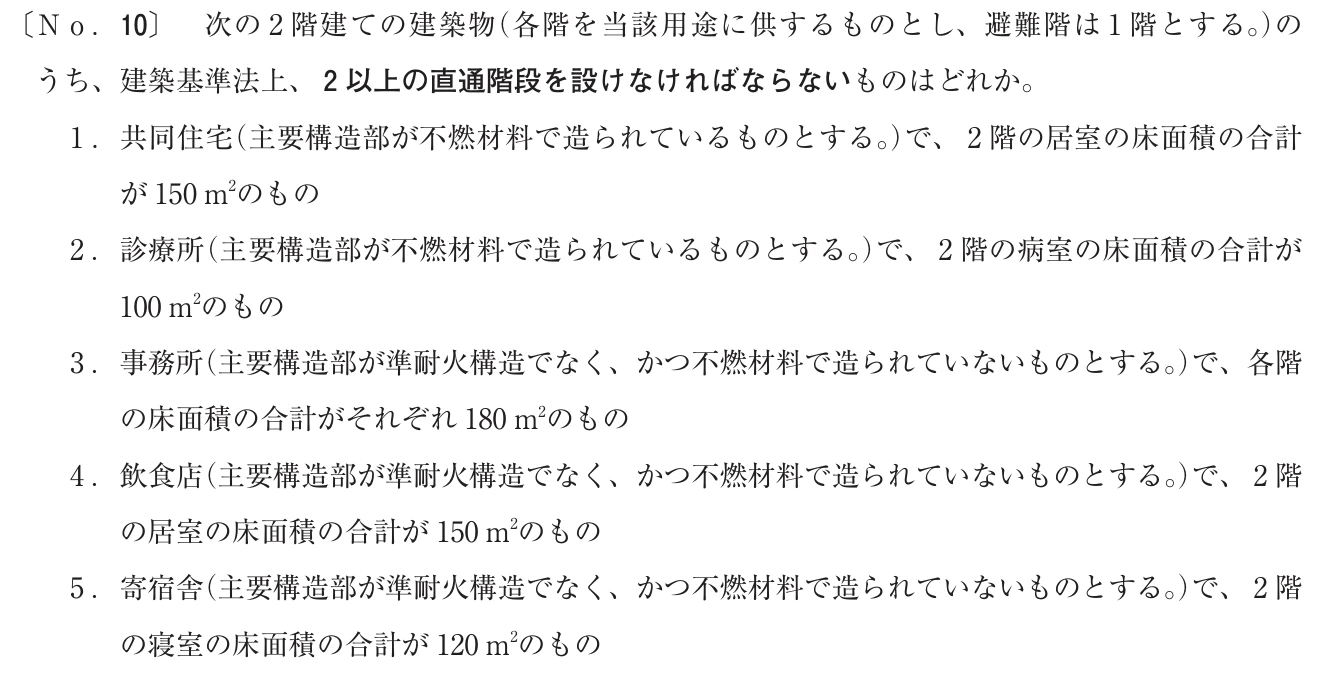 〔Ｎｏ．10〕　次の２階建ての建築物(各階を当該用途に供するものとし、避難階は１階とする。)の
うち、建築基準法上、２以上の直通階段を設けなければならないものはどれか。
１．共同住宅(主要構造部が不燃材料で造られているものとする。)で、２階の居室の床面積の合計
が 150 m²のもの
２．診療所(主要構造部が不燃材料で造られているものとする。)で、２階の病室の床面積の合計が
100 m²のもの
３．事務所(主要構造部が準耐火構造でなく、かつ不燃材料で造られていないものとする。)で、各階
の床面積の合計がそれぞれ 180 m²のもの
４．飲食店(主要構造部が準耐火構造でなく、かつ不燃材料で造られていないものとする。)で、２階
の居室の床面積の合計が 150 m²のもの
５．寄宿舎(主要構造部が準耐火構造でなく、かつ不燃材料で造られていないものとする。)で、２階
の寝室の床面積の合計が 120 m²のもの